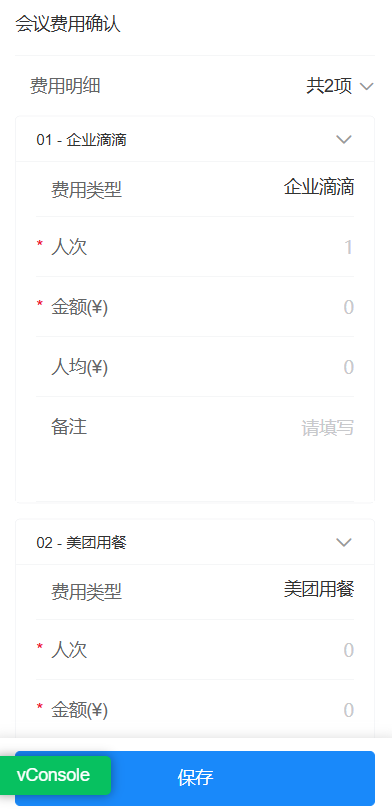 会议费用确认
费用明细 共2项
01 - 企业滴滴
费用类型 企业滴滴
* 人次 1
* 金额(¥) 0
人均(¥) 0
备注 请填写
02 - 美团用餐
费用类型 美团用餐
* 人次 0
* 金额(¥) 0
vConsole 保存